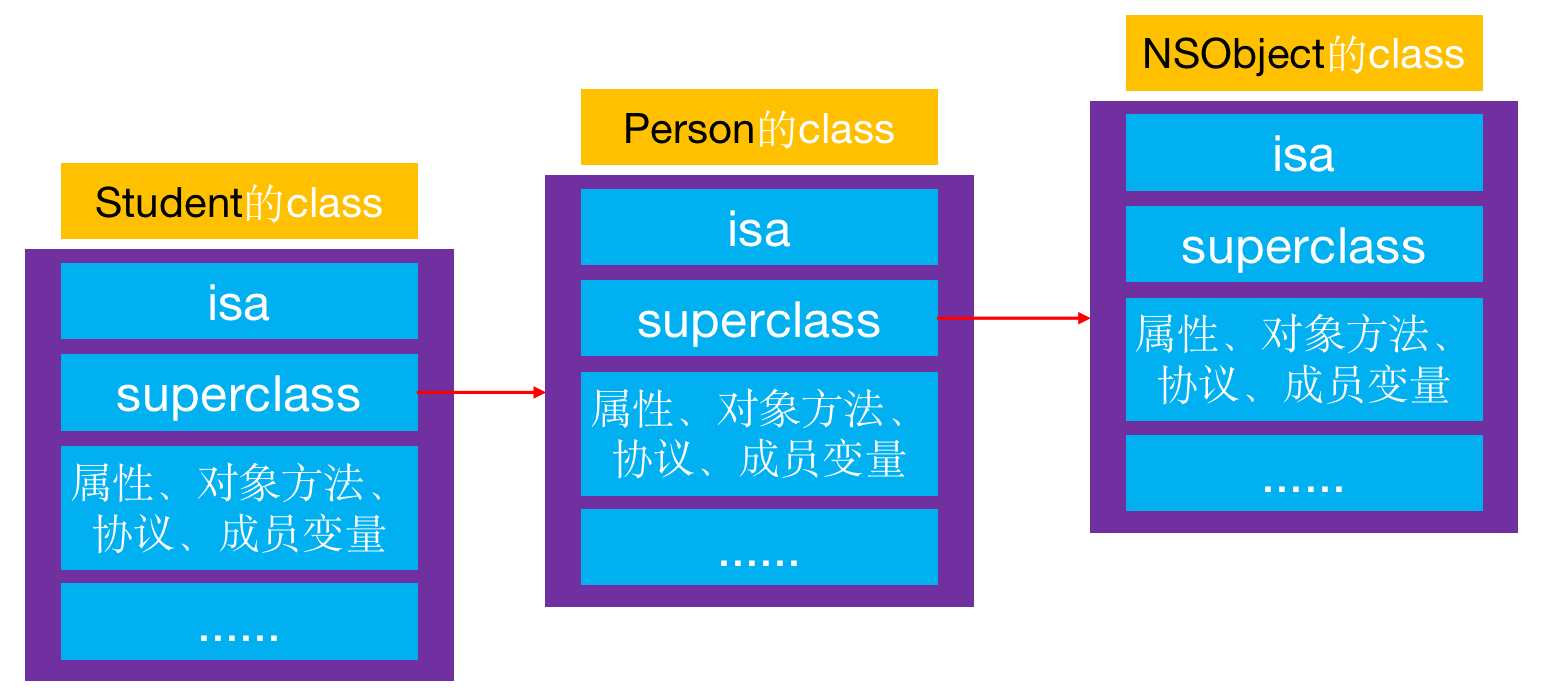 Student的class
isa
superclass
属性、对象方法、
协议、成员变量
......
Person的class
isa
superclass
属性、对象方法、
协议、成员变量
......
NSObject的class
isa
superclass
属性、对象方法、
协议、成员变量
......